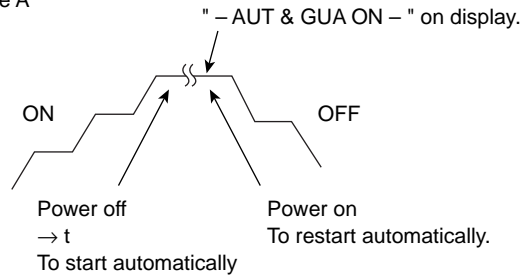 e A
" – AUT & GUA ON – " on display.
ON
OFF
Power off
→ t
To start automatically
Power on
To restart automatically.